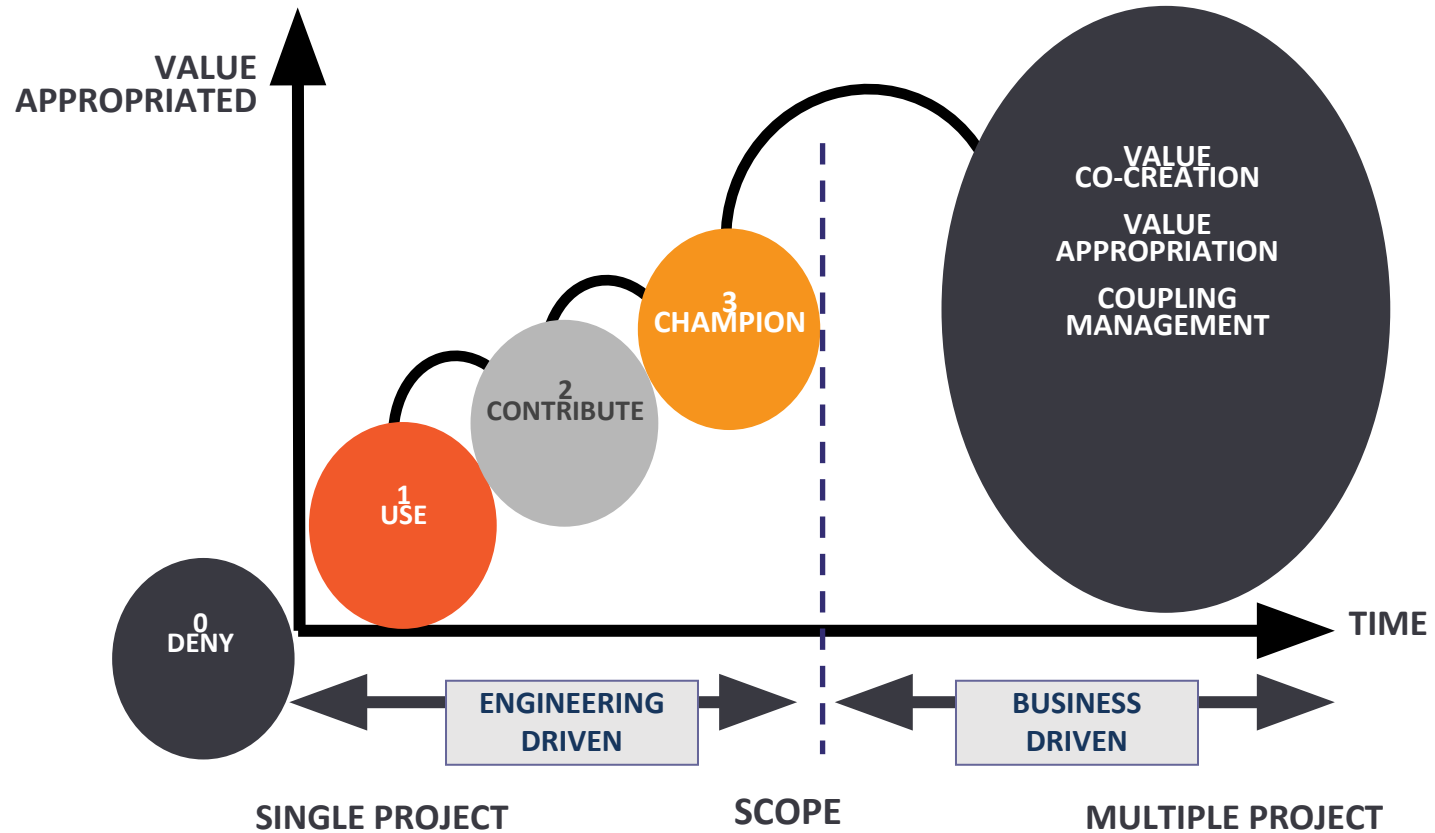 VALUE
APPROPRIATED
VALUE
CO-CREATION
VALUE
APPROPRIATION
COUPLING
MANAGEMENT
3
CHAMPION
2
CONTRIBUTE
1
USE
0
DENY
TIME
ENGINEERING
DRIVEN
BUSINESS
DRIVEN
SINGLE PROJECT
SCOPE
MULTIPLE PROJECT